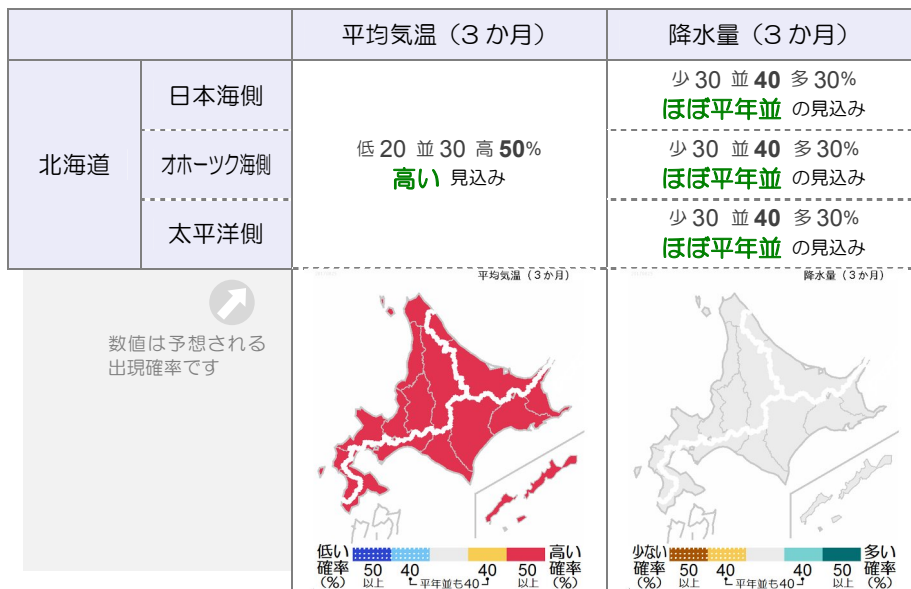 平均気温（３か月）
降水量（３か月）
北海道
日本海側
オホーツク海側
太平洋側
低 20 並 30 高 50%
高い 見込み
少 30 並 40 多 30%
ほぼ平年並 の見込み
少 30 並 40 多 30%
ほぼ平年並 の見込み
少 30 並 40 多 30%
ほぼ平年並 の見込み
数値は予想される
出現確率です
平均気温（３か月）
低い
確率
(%)
50
以上
40
平年並も40
40
50
以上
高い
確率
(%)
降水量（３か月）
少ない
確率
(%)
50
以上
40
平年並も40
40
50
以上
多い
確率
(%)